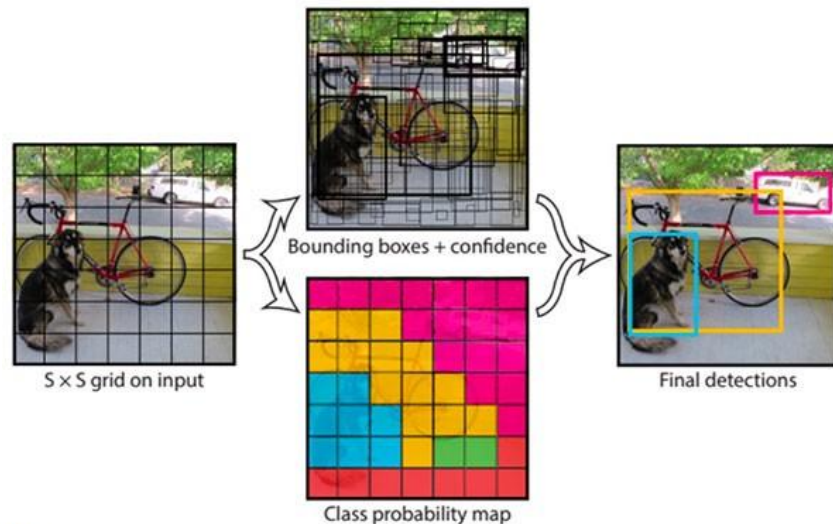 S × S grid on input
Bounding boxes + confidence
Class probability map
Final detections